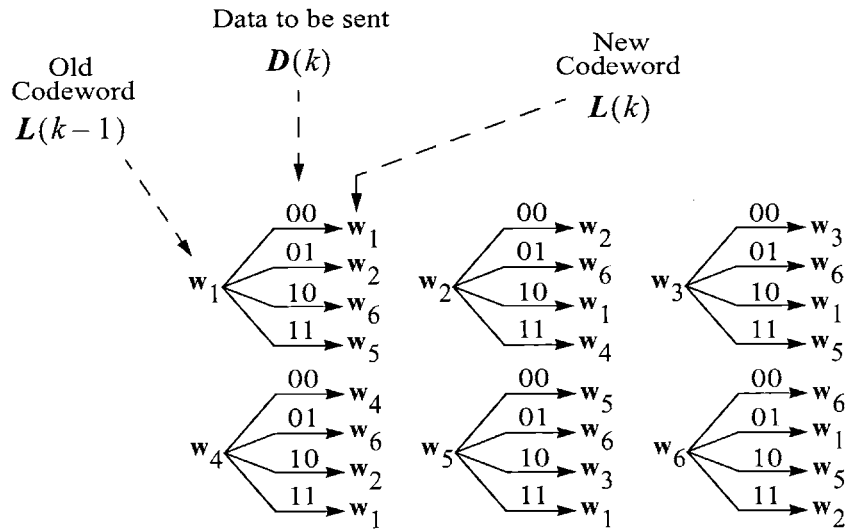 Data to be sent
D(k)
New
Codeword
L(k)
Old
Codeword
L(k−1)
00 w1
01 w2
w1
10 w6
11 w5
00 w2
01 w6
w2
10 w1
11 w4
00 w3
01 w6
w3
10 w1
11 w5
00 w4
01 w6
w4
10 w2
11 w1
00 w5
01 w6
w5
10 w3
11 w1
00 w6
01 w1
w6
10 w5
11 w2